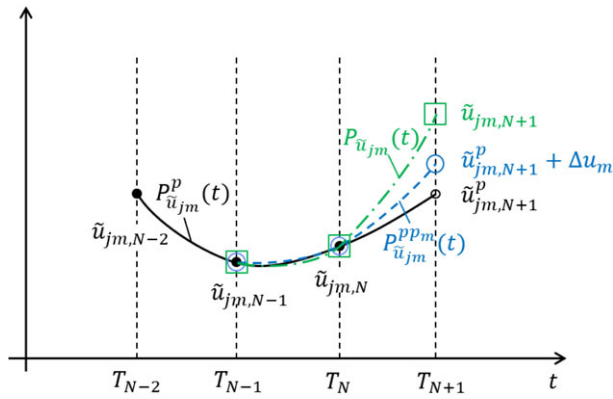 ũ_{jm,N+1}
P_{ũ_{jm}}(t)
ũ^p_{jm,N+1} + Δu_m
P^p_{ũ_{jm}}(t)
ũ^p_{jm,N+1}
ũ_{jm,N−2}
P^{pp_m}_{ũ_{jm}}(t)
ũ_{jm,N−1}
ũ_{jm,N}
T_{N−2} T_{N−1} T_N T_{N+1} t